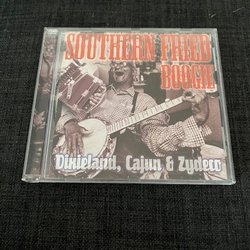 SOUTHERN FRIED
BOOGIE
Dixieland, Cajun & Zydeco